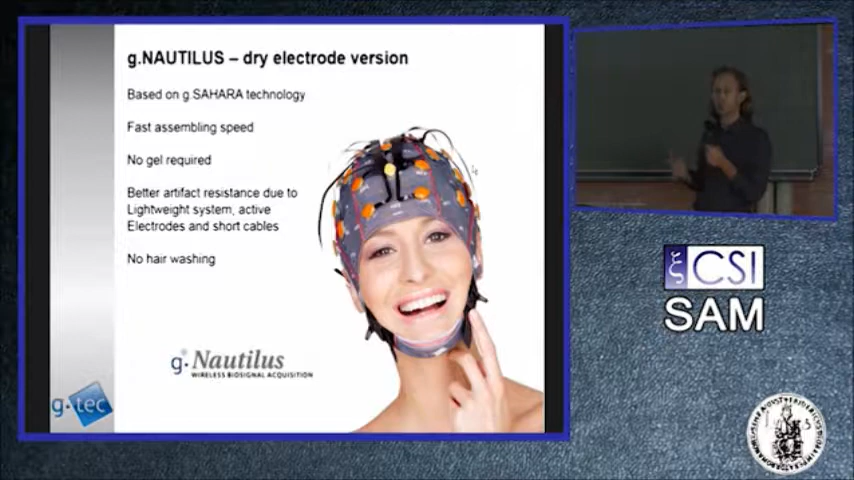 g.NAUTILUS – dry electrode version
Based on g.SAHARA technology
Fast assembling speed
No gel required
Better artifact resistance due to
Lightweight system, active
Electrodes and short cables
No hair washing
g.Nautilus
WIRELESS BIOSIGNAL ACQUISITION
g.tec
ξ CSI
SAM